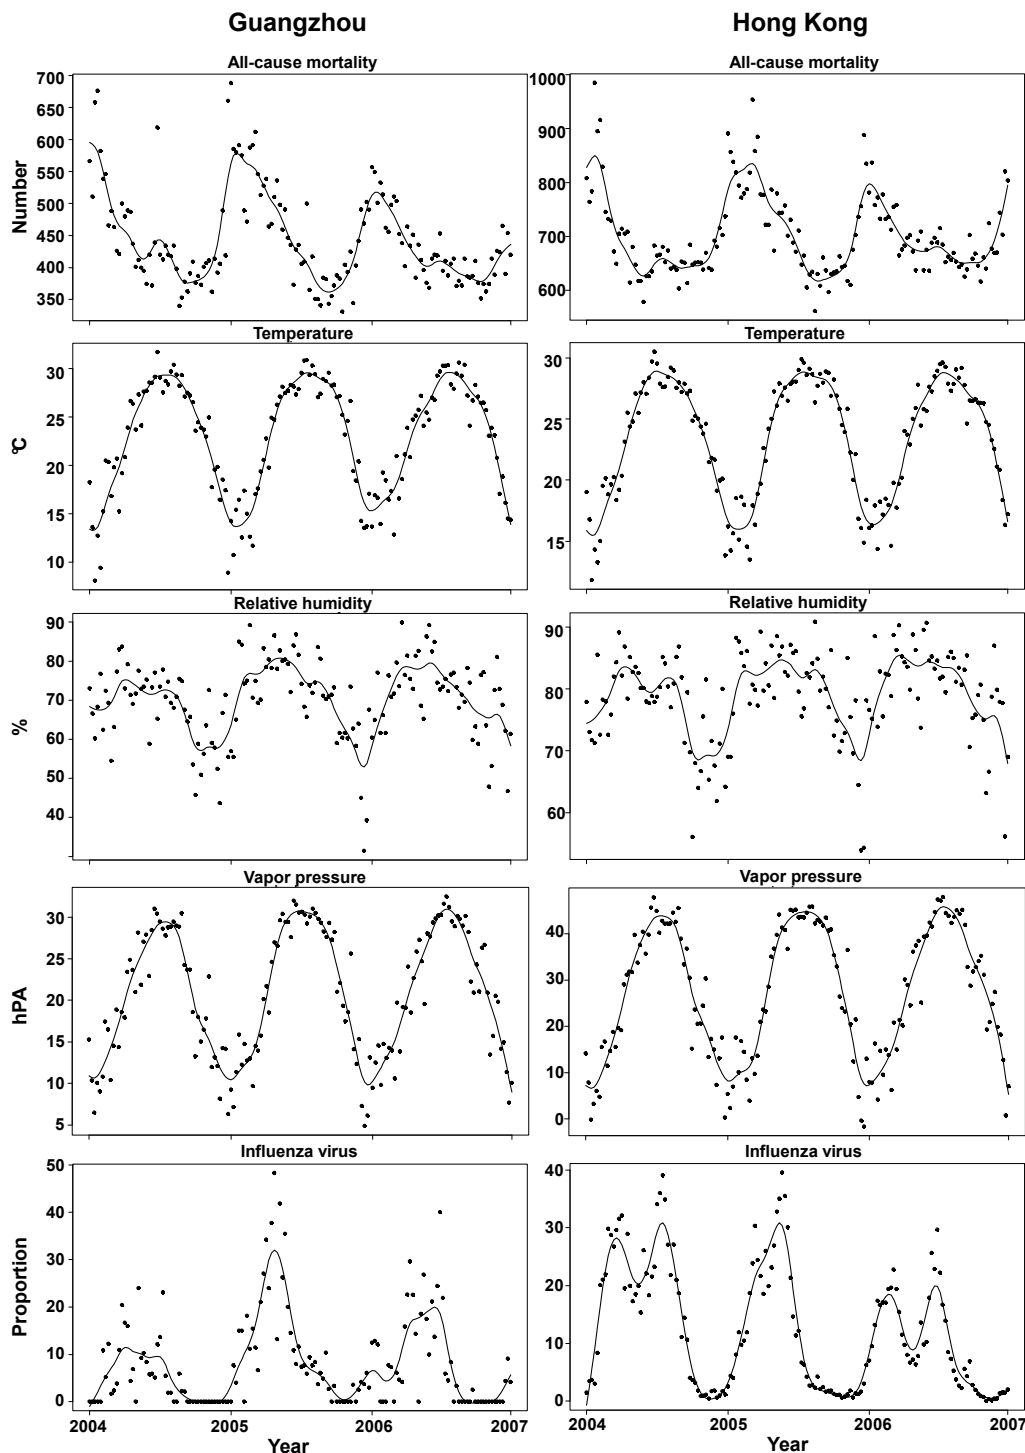 Guangzhou Hong Kong
All-cause mortality All-cause mortality
700 1000
650
600 900
550
500 800
450 700
400
350 600
Number
Temperature Temperature
30 30
25 25
20 20
15 15
10
°C
Relative humidity Relative humidity
90 90
80 80
70
60 70
50
40 60
%
Vapor pressure Vapor pressure
30 40
25 30
20
15 20
10 10
5 0
hPA
Influenza virus Influenza virus
50 40
40 30
30
20 20
10 10
0 0
Proportion
2004 2005 2006 2007 2004 2005 2006 2007
Year Year